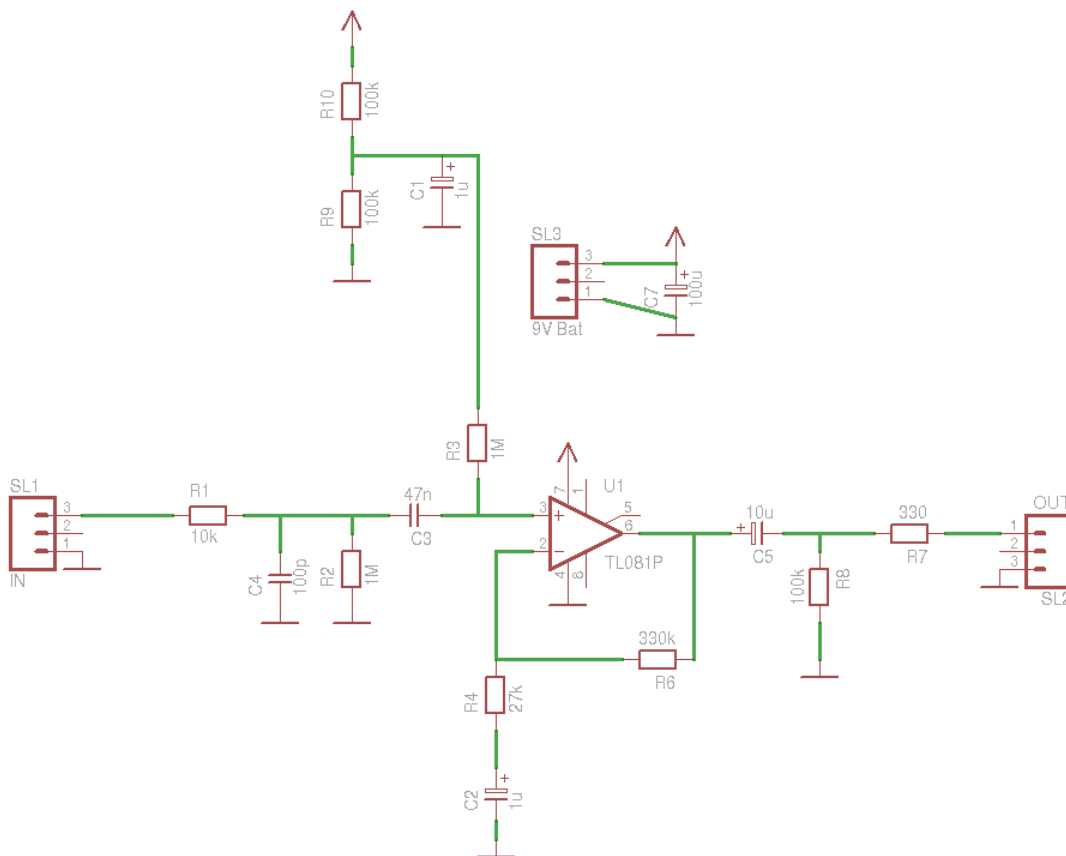 R10
100k
R9
100k
C1
+
1u
SL3
3
2
1
9V Bat
+
C7
100u
R3
1M
SL1
3
2
1
IN
R1
10k
C4
100p
R2
1M
47n
C3
U1
7
1
3
+
2
−
5
6
4
8
TL081P
10u
+
C5
330
R7
100k
R8
OUT
1
2
3
SL2
330k
R6
R4
27k
+
C2
1u